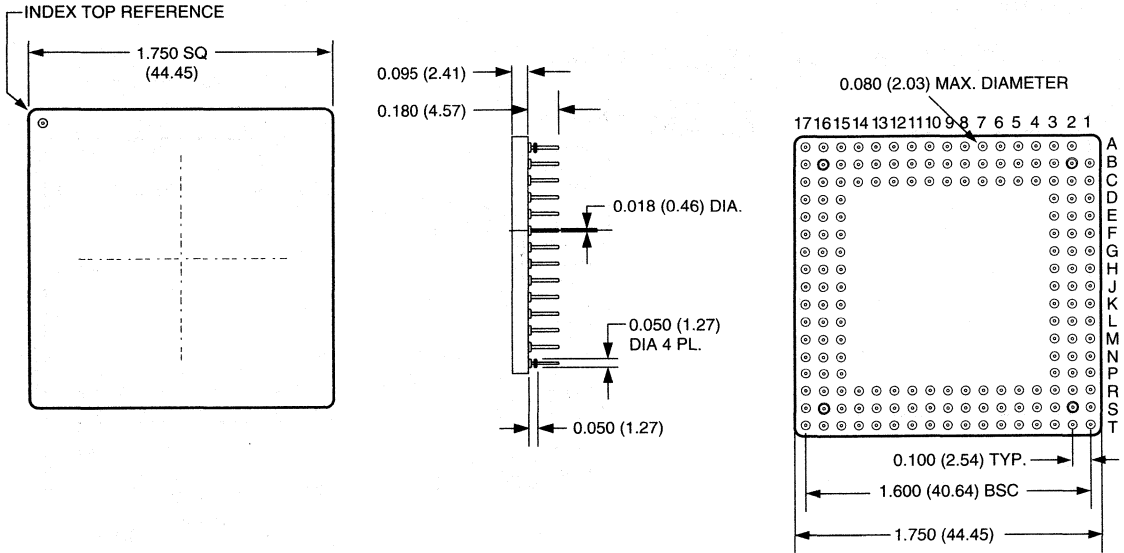 INDEX TOP REFERENCE
1.750 SQ
(44.45)
0.095 (2.41)
0.180 (4.57)
0.018 (0.46) DIA.
0.050 (1.27)
DIA 4 PL.
0.050 (1.27)
0.080 (2.03) MAX. DIAMETER
17 16 15 14 13 12 11 10 9 8 7 6 5 4 3 2 1
A
B
C
D
E
F
G
H
J
K
L
M
N
P
R
S
T
0.100 (2.54) TYP.
1.600 (40.64) BSC
1.750 (44.45)